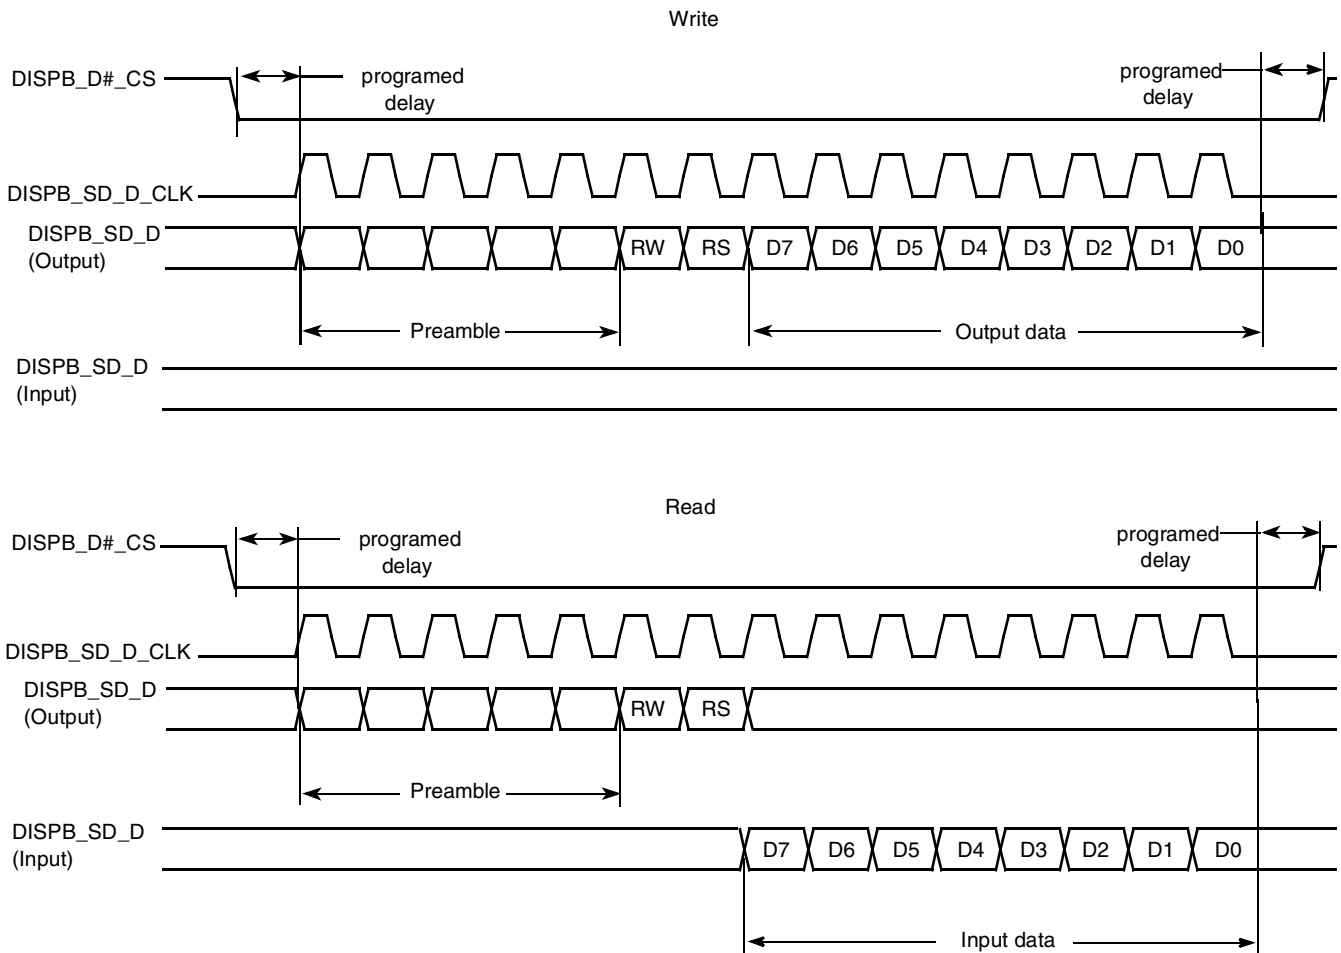 Write
DISPB_D#_CS
programed
delay
programed
delay
DISPB_SD_D_CLK
DISPB_SD_D
(Output)
RW RS D7 D6 D5 D4 D3 D2 D1 D0
Preamble
Output data
DISPB_SD_D
(Input)
Read
DISPB_D#_CS
programed
delay
programed
delay
DISPB_SD_D_CLK
DISPB_SD_D
(Output)
RW RS
Preamble
DISPB_SD_D
(Input)
D7 D6 D5 D4 D3 D2 D1 D0
Input data